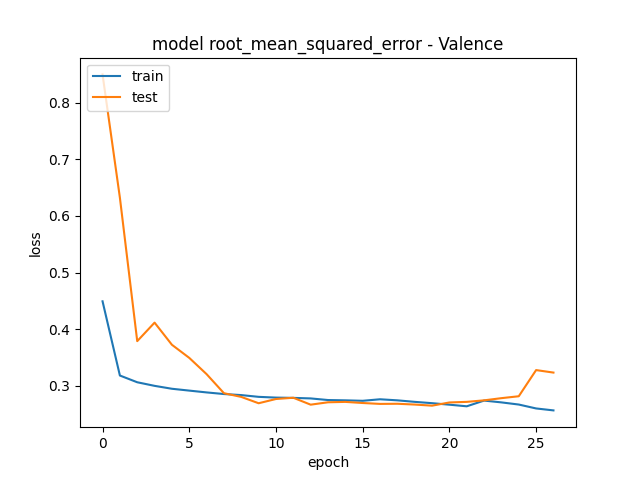 model root_mean_squared_error - Valence
train
test
0.8
0.7
0.6
0.5
0.4
0.3
loss
0 5 10 15 20 25
epoch